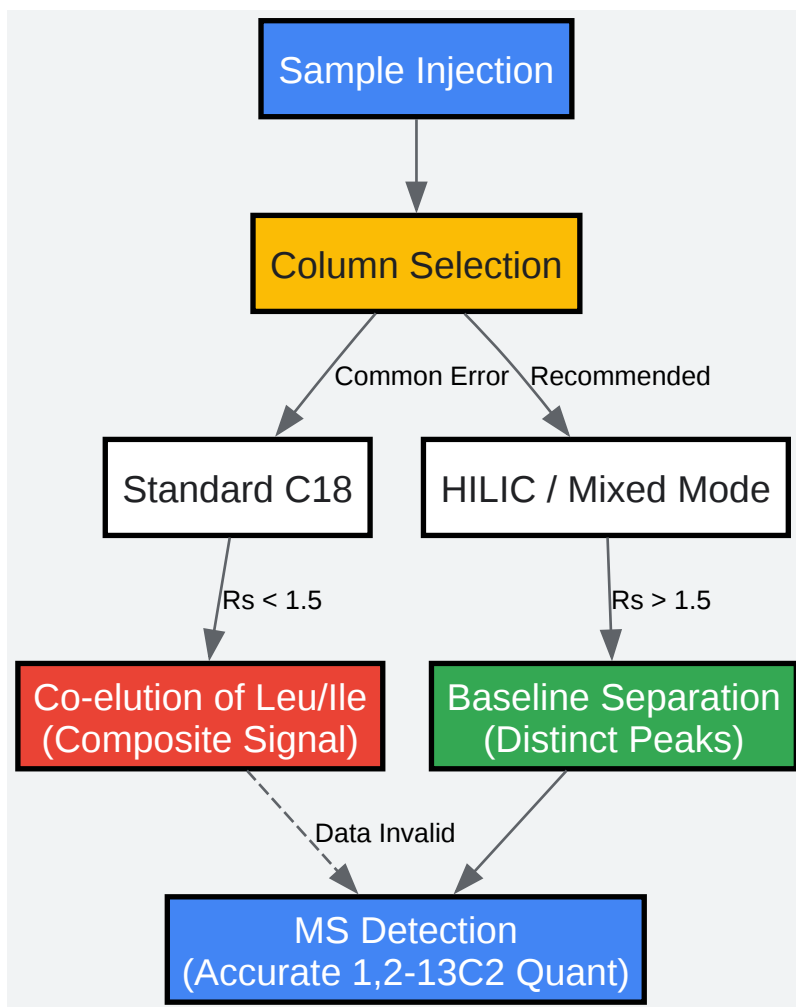 Sample Injection
Column Selection
Common Error
Recommended
Standard C18
HILIC / Mixed Mode
Rs < 1.5
Rs > 1.5
Co-elution of Leu/Ile
(Composite Signal)
Baseline Separation
(Distinct Peaks)
Data Invalid
MS Detection
(Accurate 1,2-13C2 Quant)